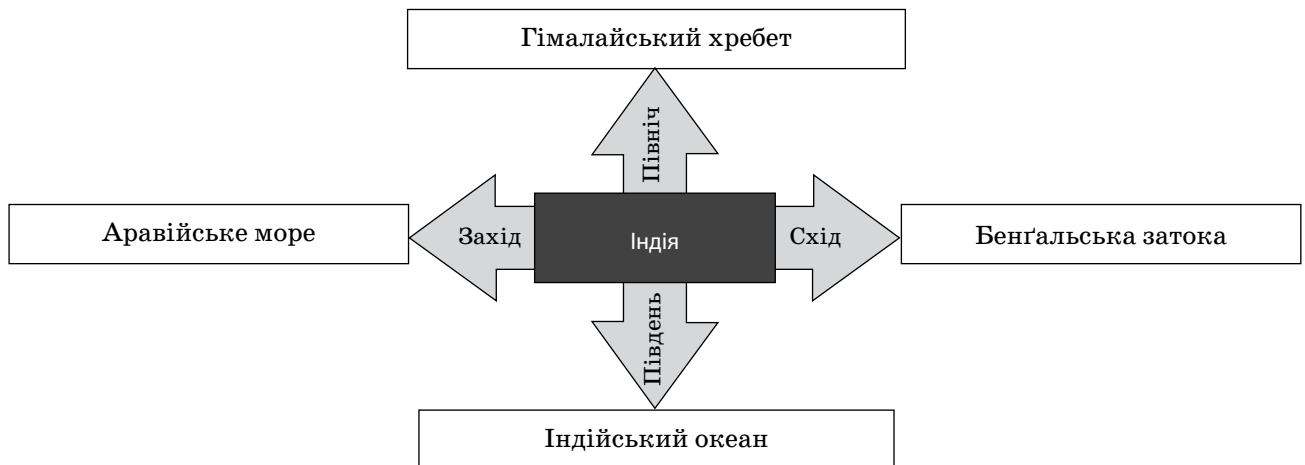 Гімалайський хребет
Північ
Аравійське море
Захід
Індія
Схід
Бенґальська затока
Південь
Індійський океан